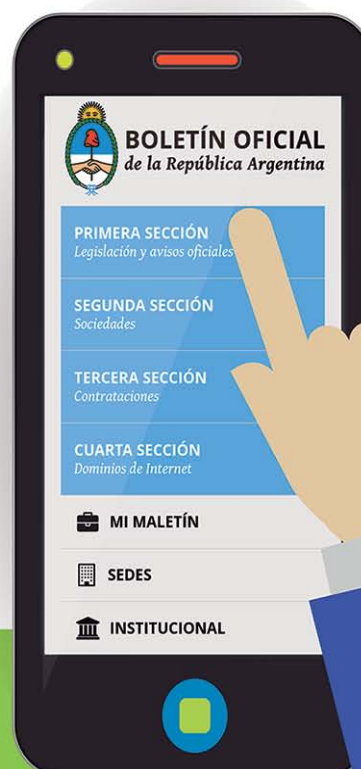 BOLETÍN OFICIAL
de la República Argentina
PRIMERA SECCIÓN
Legislación y avisos oficiales
SEGUNDA SECCIÓN
Sociedades
TERCERA SECCIÓN
Contrataciones
CUARTA SECCIÓN
Dominios de Internet
MI MALETÍN
SEDES
INSTITUCIONAL